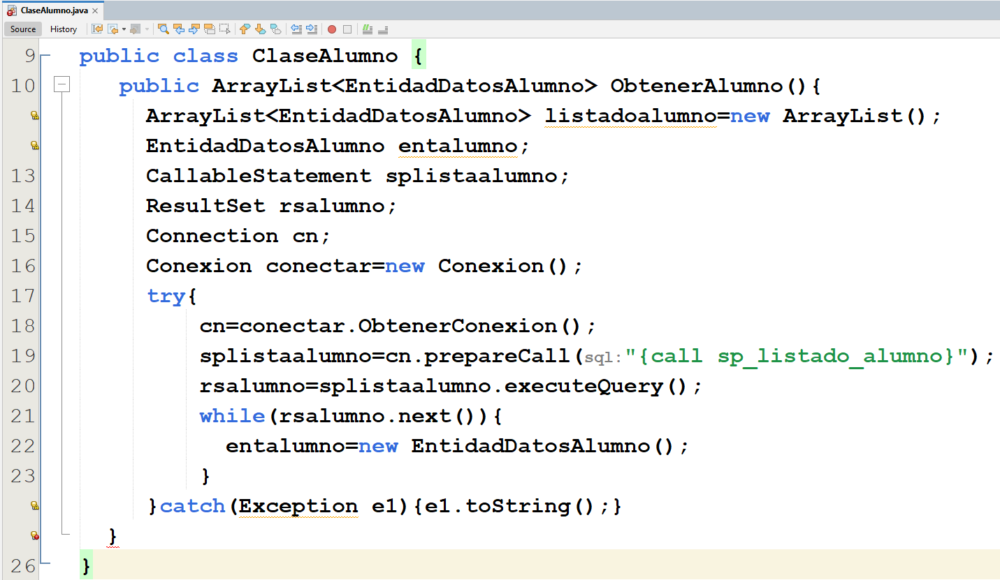 ClaseAlumno.java
Source History
9 public class ClaseAlumno {
10 public ArrayList<EntidadDatosAlumno> ObtenerAlumno(){
ArrayList<EntidadDatosAlumno> listadoalumno=new ArrayList();
EntidadDatosAlumno entalumno;
13 CallableStatement splistaalumno;
14 ResultSet rsalumno;
15 Connection cn;
16 Conexion conectar=new Conexion();
17 try{
18 cn=conectar.ObtenerConexion();
19 splistaalumno=cn.prepareCall(sql:"{call sp_listado_alumno}");
20 rsalumno=splistaalumno.executeQuery();
21 while(rsalumno.next()){
22 entalumno=new EntidadDatosAlumno();
23 }
}catch(Exception e1){e1.toString();}
}
26 }